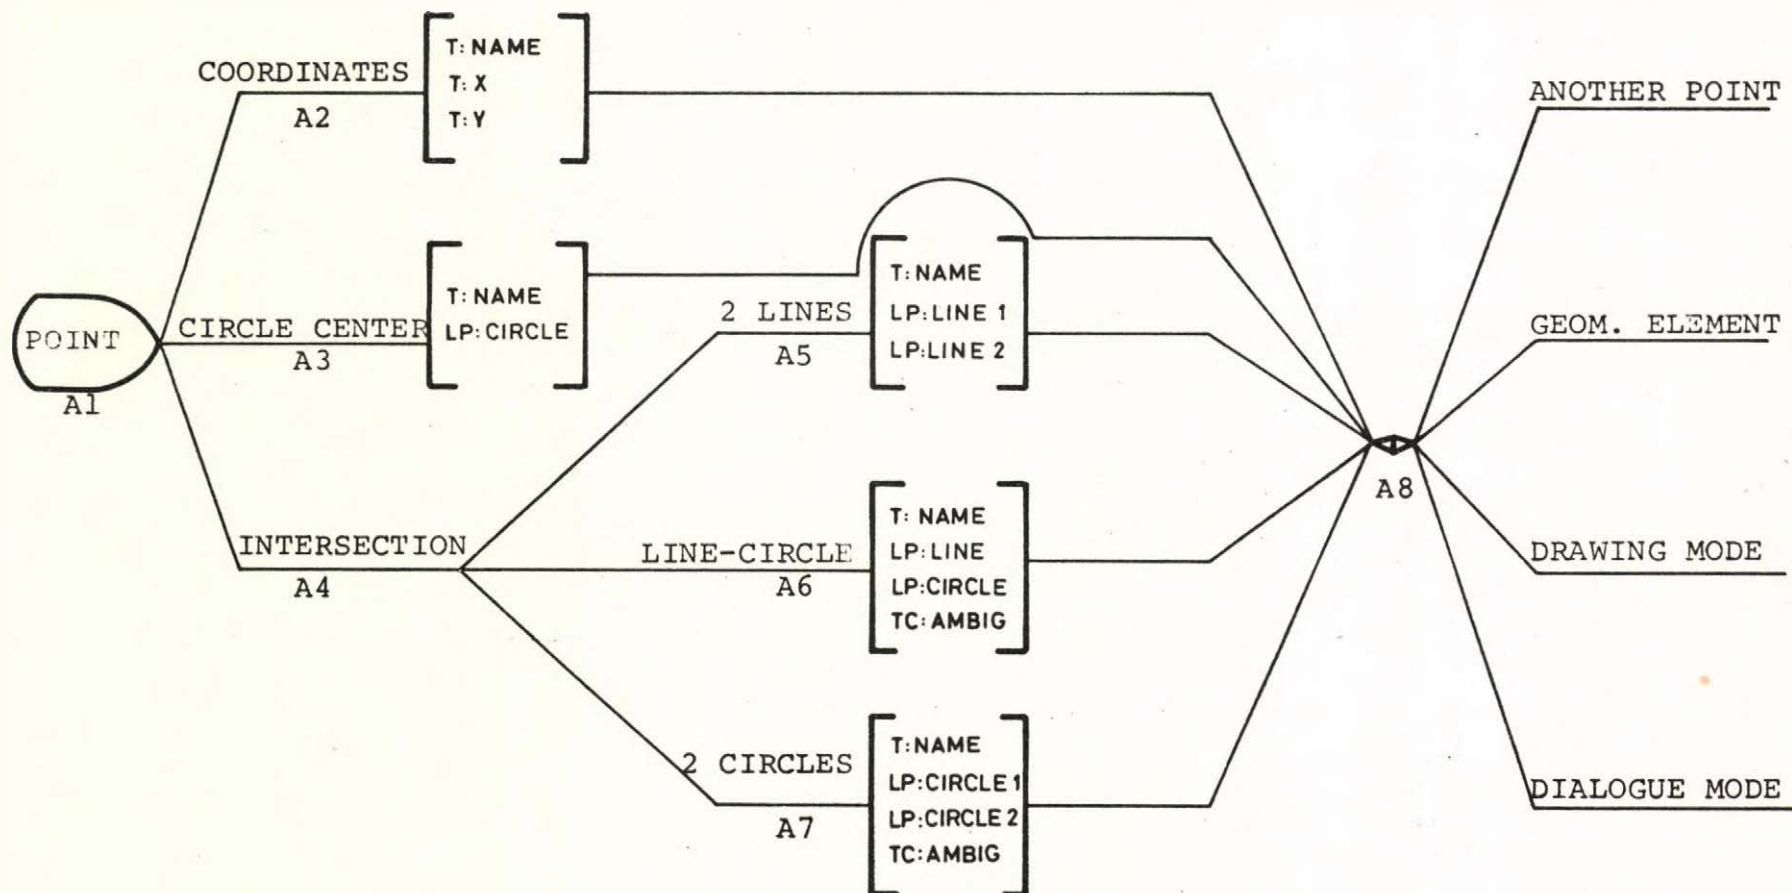 POINT
A1
COORDINATES
A2
T: NAME
T: X
T: Y
CIRCLE CENTER
A3
T: NAME
LP: CIRCLE
INTERSECTION
A4
2 LINES
A5
T: NAME
LP: LINE 1
LP: LINE 2
LINE-CIRCLE
A6
T: NAME
LP: LINE
LP: CIRCLE
TC: AMBIG
2 CIRCLES
A7
T: NAME
LP: CIRCLE 1
LP: CIRCLE 2
TC: AMBIG
A8
ANOTHER POINT
GEOM. ELEMENT
DRAWING MODE
DIALOGUE MODE